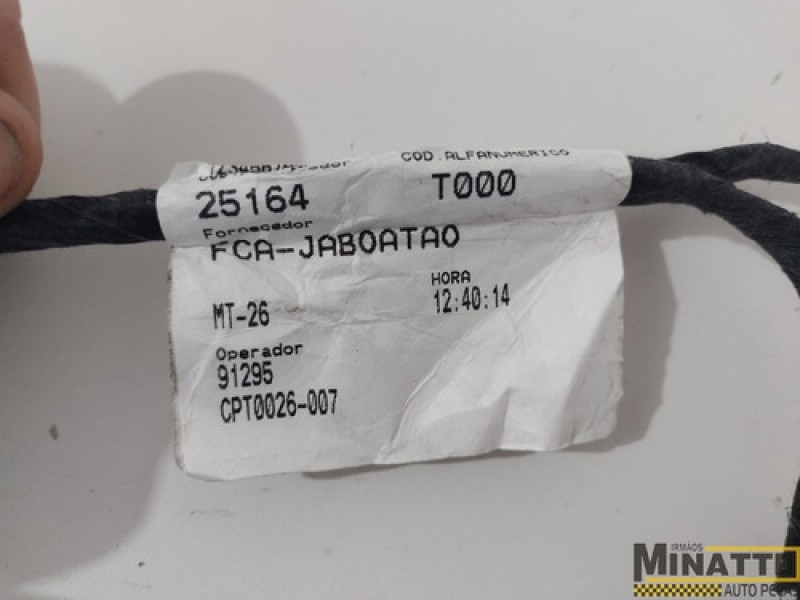 COD.ALFANUMERICO
25164 T000
Fornecedor
FCA-JABOATAO
HORA
MT-26 12:40:14
Operador
91295
CPT0026-007
IRMÃOS
MINATTO
AUTO PEÇAS